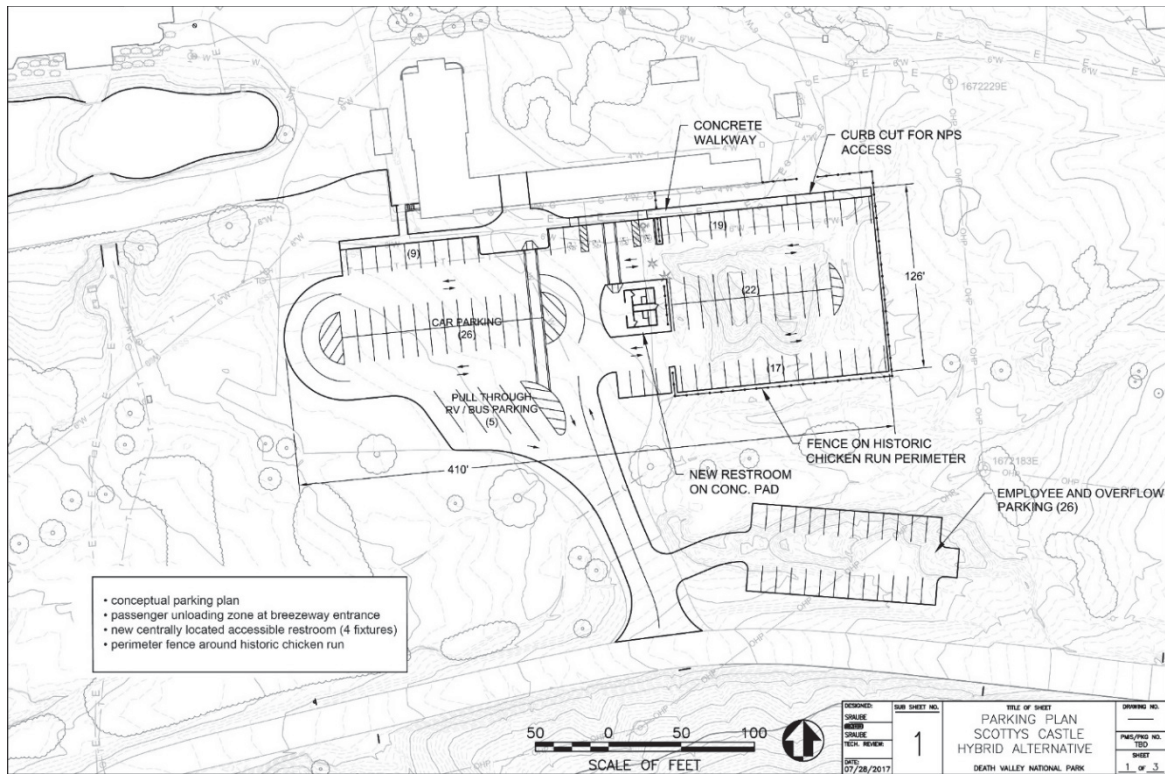 1672229E
CONCRETE
WALKWAY
CURB CUT FOR NPS
ACCESS
(9)
(19)
(22)
126'
CAR PARKING
(26)
PULL THROUGH
RV / BUS PARKING
(5)
(17)
410'
FENCE ON HISTORIC
CHICKEN RUN PERIMETER
NEW RESTROOM
ON CONC. PAD
1672183E
EMPLOYEE AND OVERFLOW
PARKING (26)
• conceptual parking plan
• passenger unloading zone at breezeway entrance
• new centrally located accessible restroom (4 fixtures)
• perimeter fence around historic chicken run
50 0 50 100
SCALE OF FEET
DESIGNED:
SRAUBE
SRAUBE
TECH. REVIEW:
DATE:
07/28/2017
SUB SHEET NO.
1
TITLE OF SHEET
PARKING PLAN
SCOTTYS CASTLE
HYBRID ALTERNATIVE
DEATH VALLEY NATIONAL PARK
DRAWING NO.
PMIS/PKG NO.
TBD
SHEET
1 OF 3